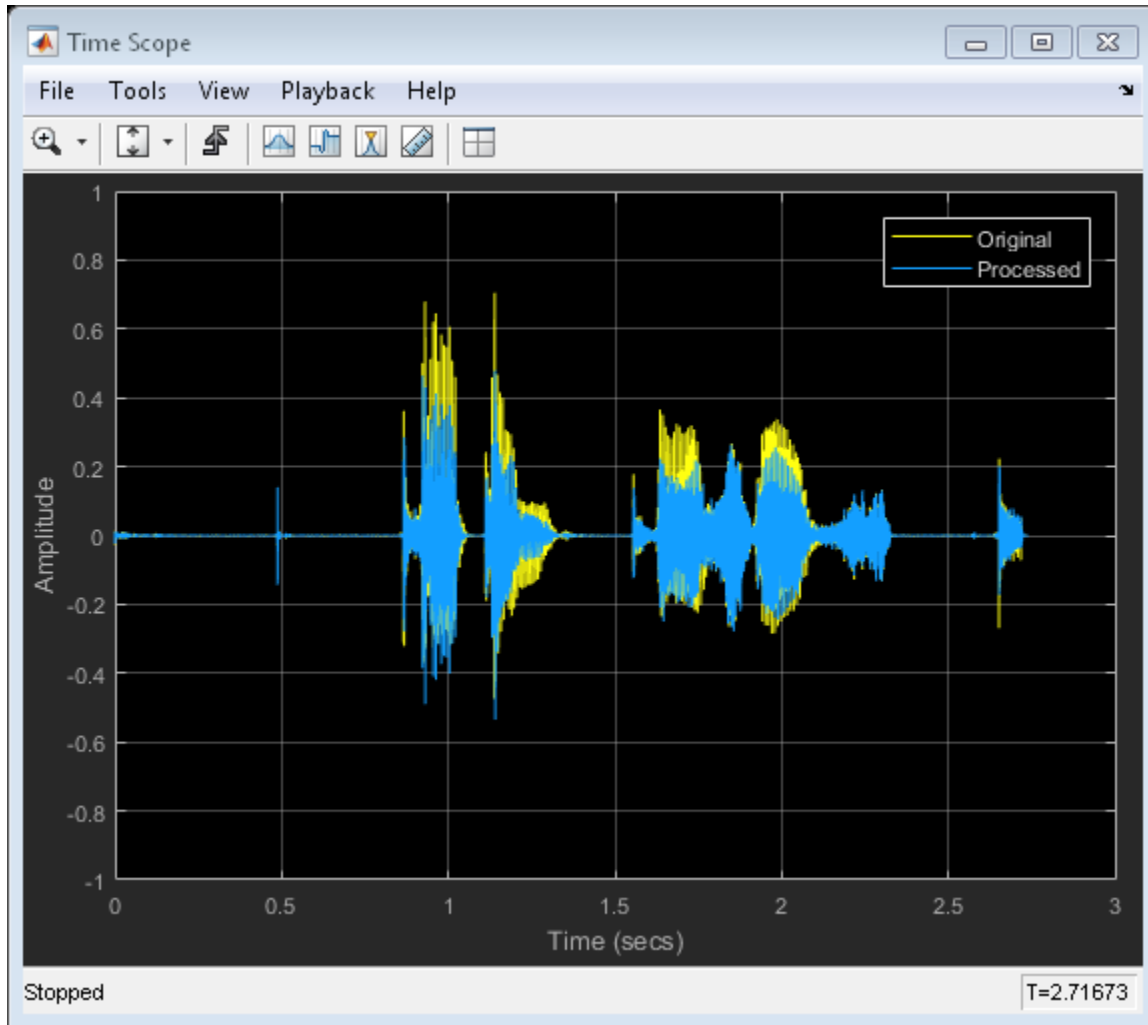 Time Scope
File Tools View Playback Help
Original
Processed
1
0.8
0.6
0.4
0.2
0
-0.2
-0.4
-0.6
-0.8
-1
Amplitude
0 0.5 1 1.5 2 2.5 3
Time (secs)
Stopped T=2.71673